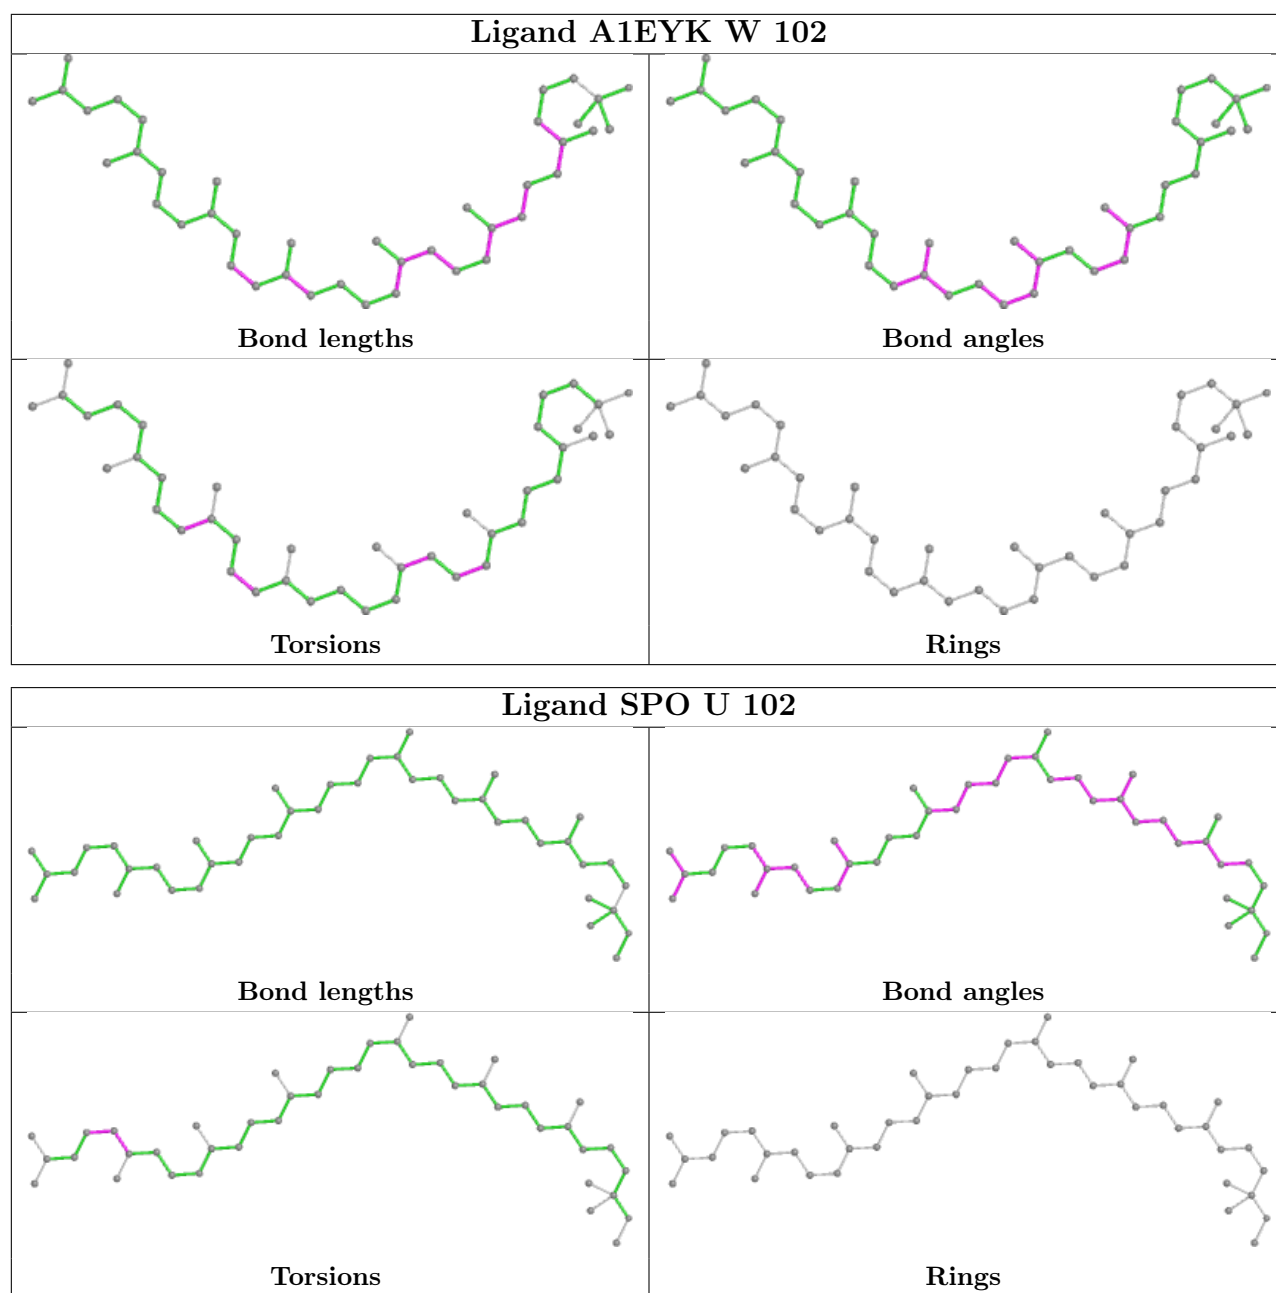 Ligand A1EYK W 102
Bond lengths
Bond angles
Torsions
Rings
Ligand SPO U 102
Bond lengths
Bond angles
Torsions
Rings